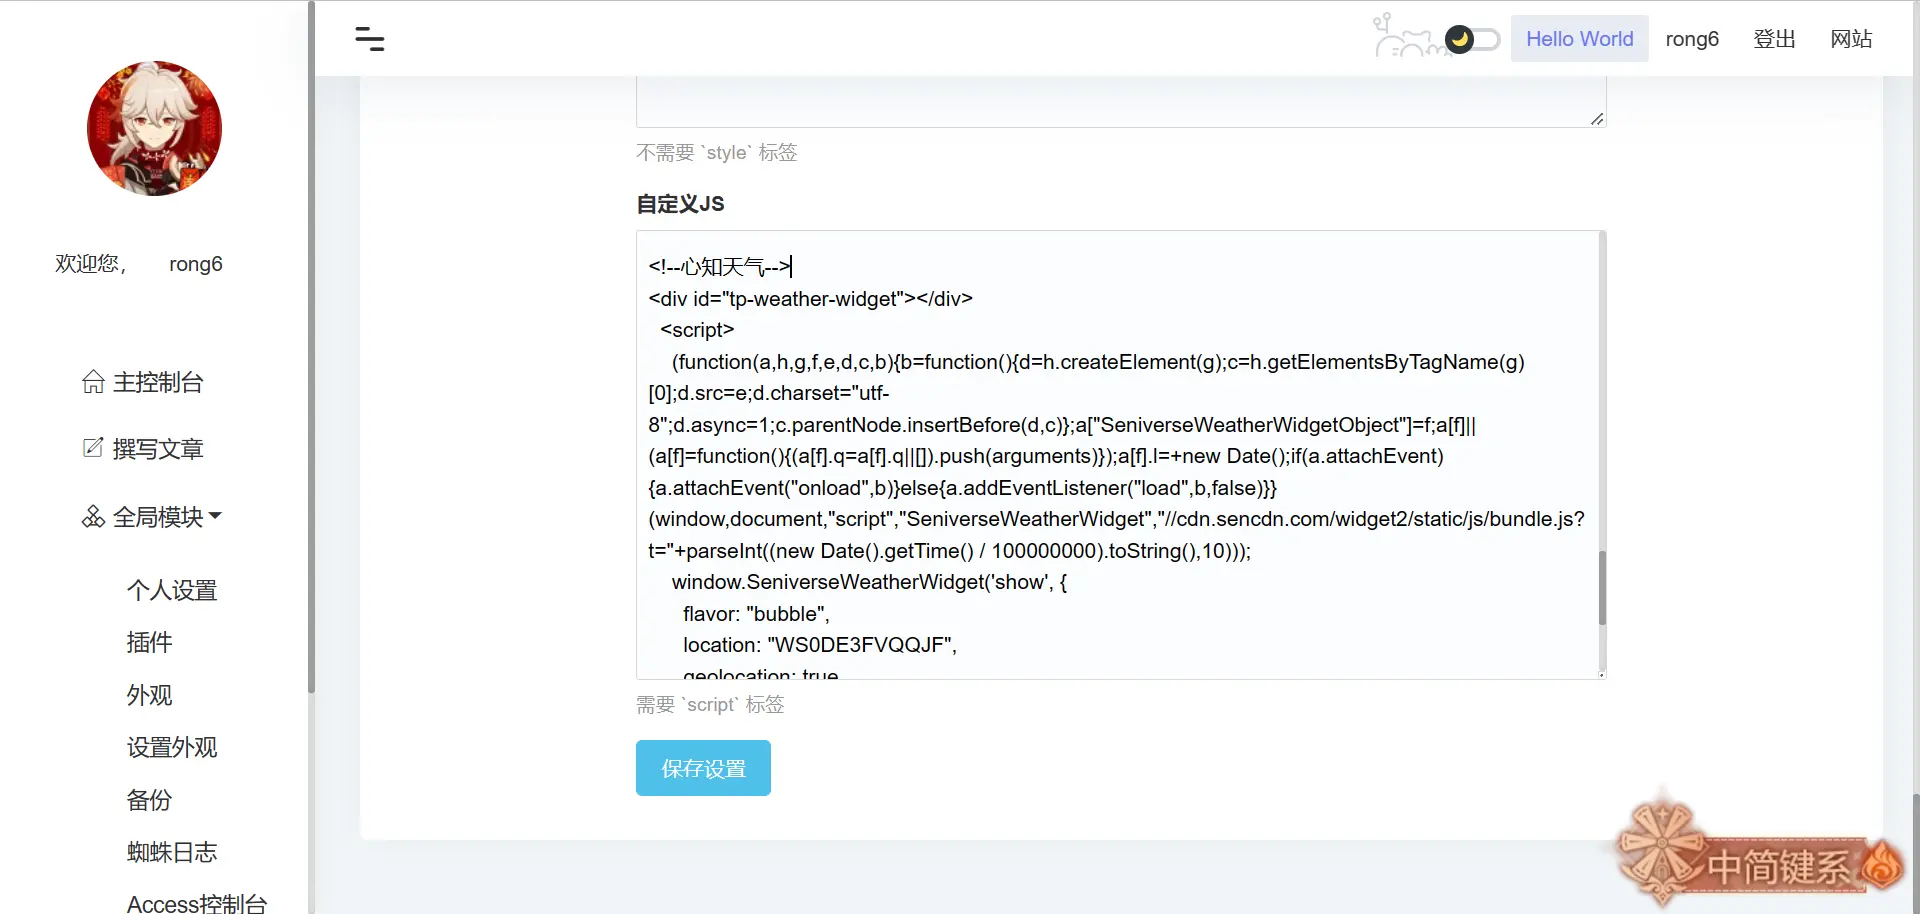 Hello World
rong6
登出
网站
欢迎您，
rong6
主控制台
撰写文章
全局模块
个人设置
插件
外观
设置外观
备份
蜘蛛日志
Access控制台
不需要 `style` 标签
自定义JS
<!--心知天气-->
<div id="tp-weather-widget"></div>
<script>
(function(a,h,g,f,e,d,c,b){b=function(){d=h.createElement(g);c=h.getElementsByTagName(g)
[0];d.src=e;d.charset="utf-
8";d.async=1;c.parentNode.insertBefore(d,c)};a["SeniverseWeatherWidgetObject"]=f;a[f]||
(a[f]=function(){(a[f].q=a[f].q||[]).push(arguments)});a[f].l=+new Date();if(a.attachEvent)
{a.attachEvent("onload",b)}else{a.addEventListener("load",b,false)}}
(window,document,"script","SeniverseWeatherWidget","//cdn.sencdn.com/widget2/static/js/bundle.js?
t="+parseInt((new Date().getTime() / 100000000).toString(),10)));
window.SeniverseWeatherWidget('show', {
flavor: "bubble",
location: "WS0DE3FVQQJF",
geolocation: true
需要 `script` 标签
保存设置
中简键系